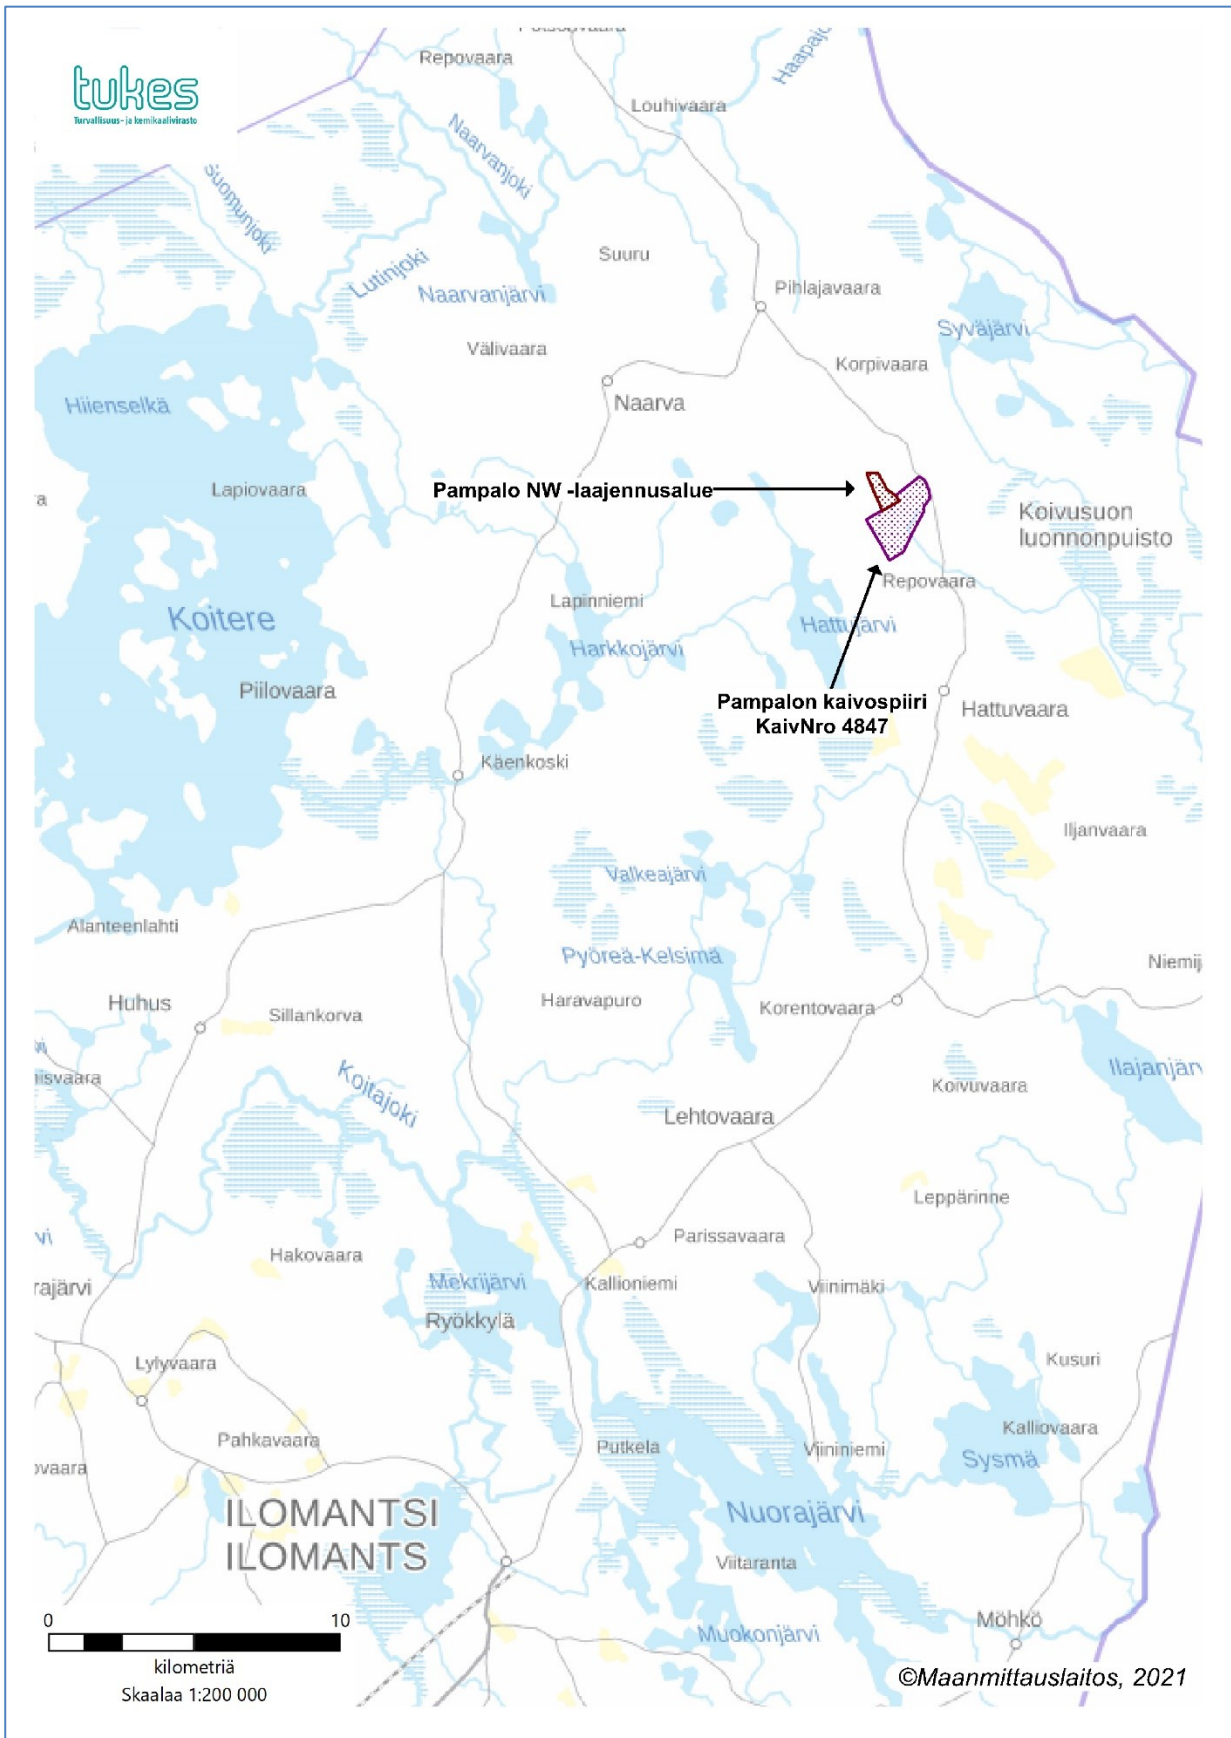 tukes
Turvallisuus- ja kemikaalivirasto
Repovaara
Louhivaara
Naarvanjoki
Suomunjoki
Lutinjoki
Suuru
Naarvanjärvi
Pihlajavaara
Syväjärvi
Välivaara
Korpivaara
Hiienselkä
Naarva
Lapiovaara
Pampalo NW -laajennusalue
Koivusuon
luonnonpuisto
Repovaara
Lapinniemi
Koitere
Hattujärvi
Harkkojärvi
Piilovaara
Pampalon kaivospiiri
KaivNro 4847
Hattuvaara
Käenkoski
Iljanvaara
Valkeajärvi
Alanteenlahti
Pyöreä-Kelsimä
Niemij
Huhus
Haravapuro
Korentovaara
Sillankorva
Ilajanjärv
Koitajoki
Koivuvaara
Lehtovaara
Leppärinne
Parissavaara
Hakovaara
Mekrijärvi
Kallioniemi
Viinimäki
rajärvi
Ryökkylä
Lylyvaara
Kusuri
Pahkavaara
Putkela
Viininiemi
Kalliovaara
Sysmä
ovaara
ILOMANTSI
ILOMANTS
Nuorajärvi
Viitaranta
Möhkö
Muokonjärvi
0 10
kilometriä
Skaalaa 1:200 000
©Maanmittauslaitos, 2021